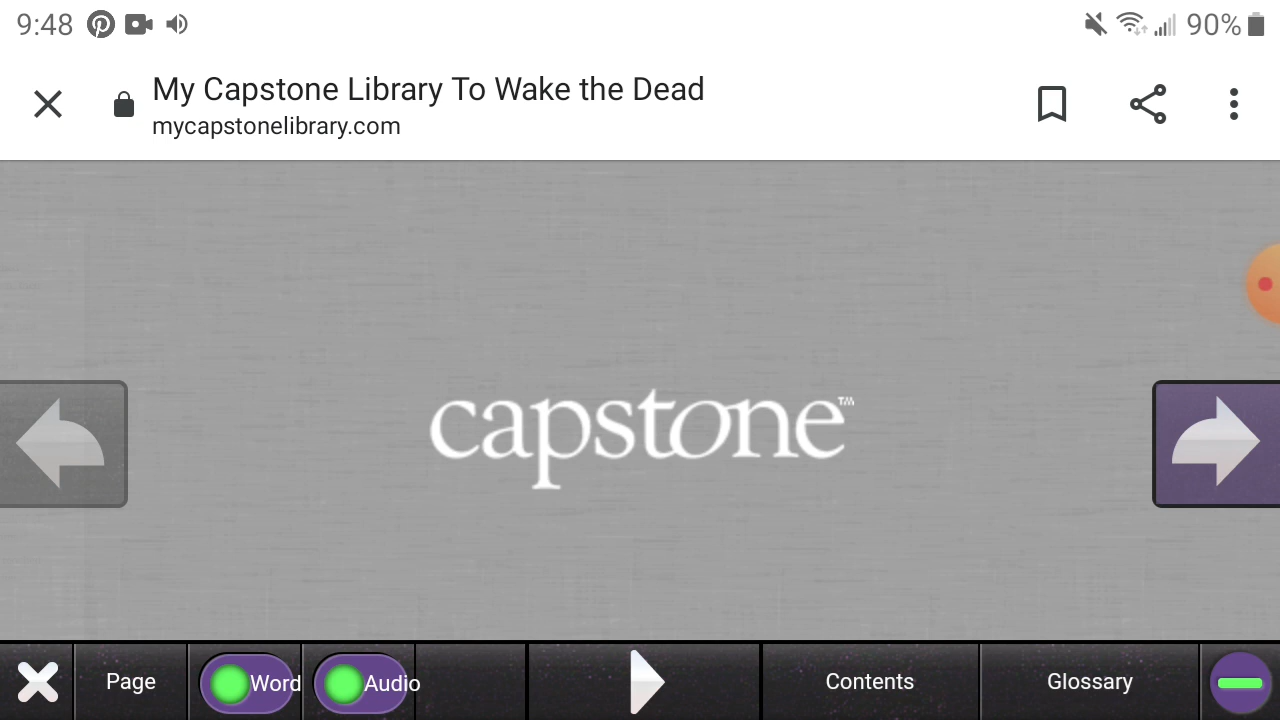 9:48
90%
My Capstone Library To Wake the Dead
mycapstonelibrary.com
capstone™
Page
Word
Audio
Contents
Glossary